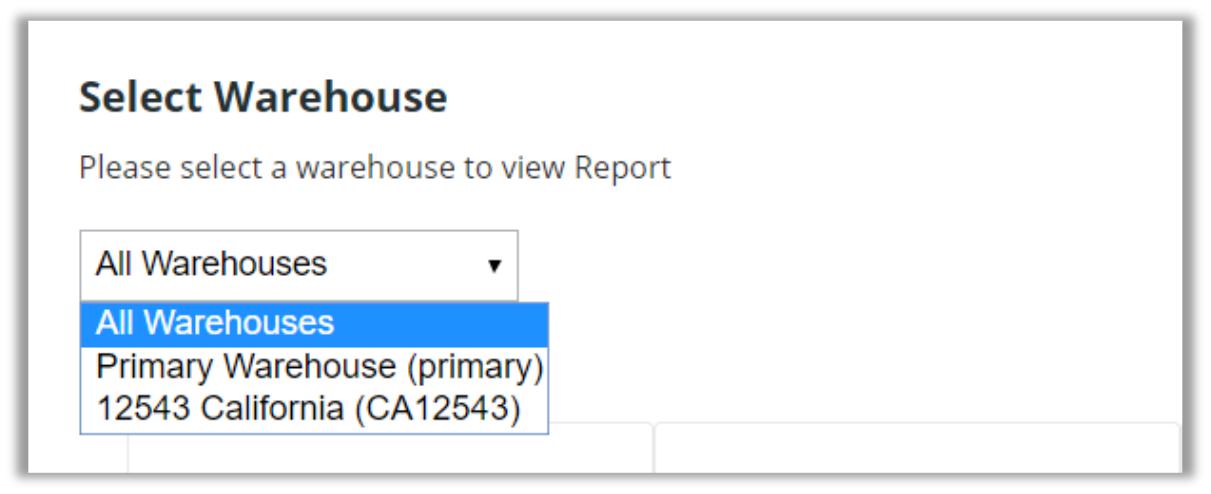 Select Warehouse
Please select a warehouse to view Report
All Warehouses
All Warehouses
Primary Warehouse (primary)
12543 California (CA12543)